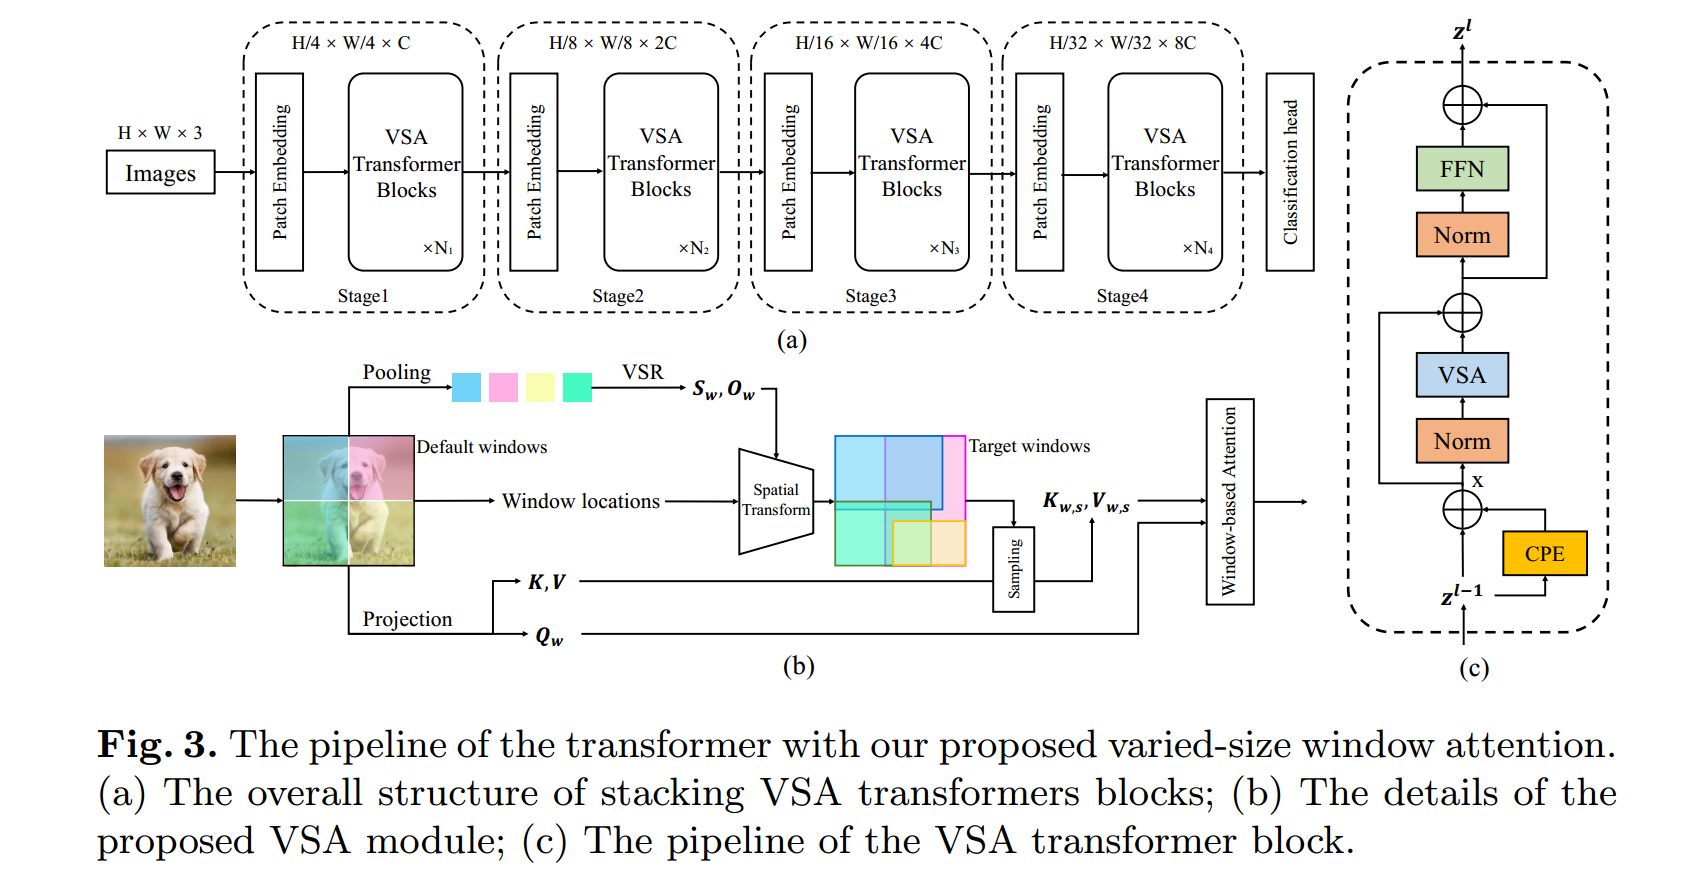 H/4 × W/4 × C
H/8 × W/8 × 2C
H/16 × W/16 × 4C
H/32 × W/32 × 8C
H × W × 3
Images
Patch Embedding
VSA
Transformer
Blocks
×N₁
Stage1
Patch Embedding
VSA
Transformer
Blocks
×N₂
Stage2
Patch Embedding
VSA
Transformer
Blocks
×N₃
Stage3
Patch Embedding
VSA
Transformer
Blocks
×N₄
Stage4
Classification head
(a)
Pooling
VSR
S_w, O_w
Default windows
Window locations
Spatial
Transform
Target windows
K, V
Projection
Q_w
Sampling
K_{w,s}, V_{w,s}
Window-based Attention
(b)
z^l
FFN
Norm
VSA
Norm
x
CPE
z^{l-1}
(c)
Fig. 3. The pipeline of the transformer with our proposed varied-size window attention.
(a) The overall structure of stacking VSA transformers blocks; (b) The details of the
proposed VSA module; (c) The pipeline of the VSA transformer block.